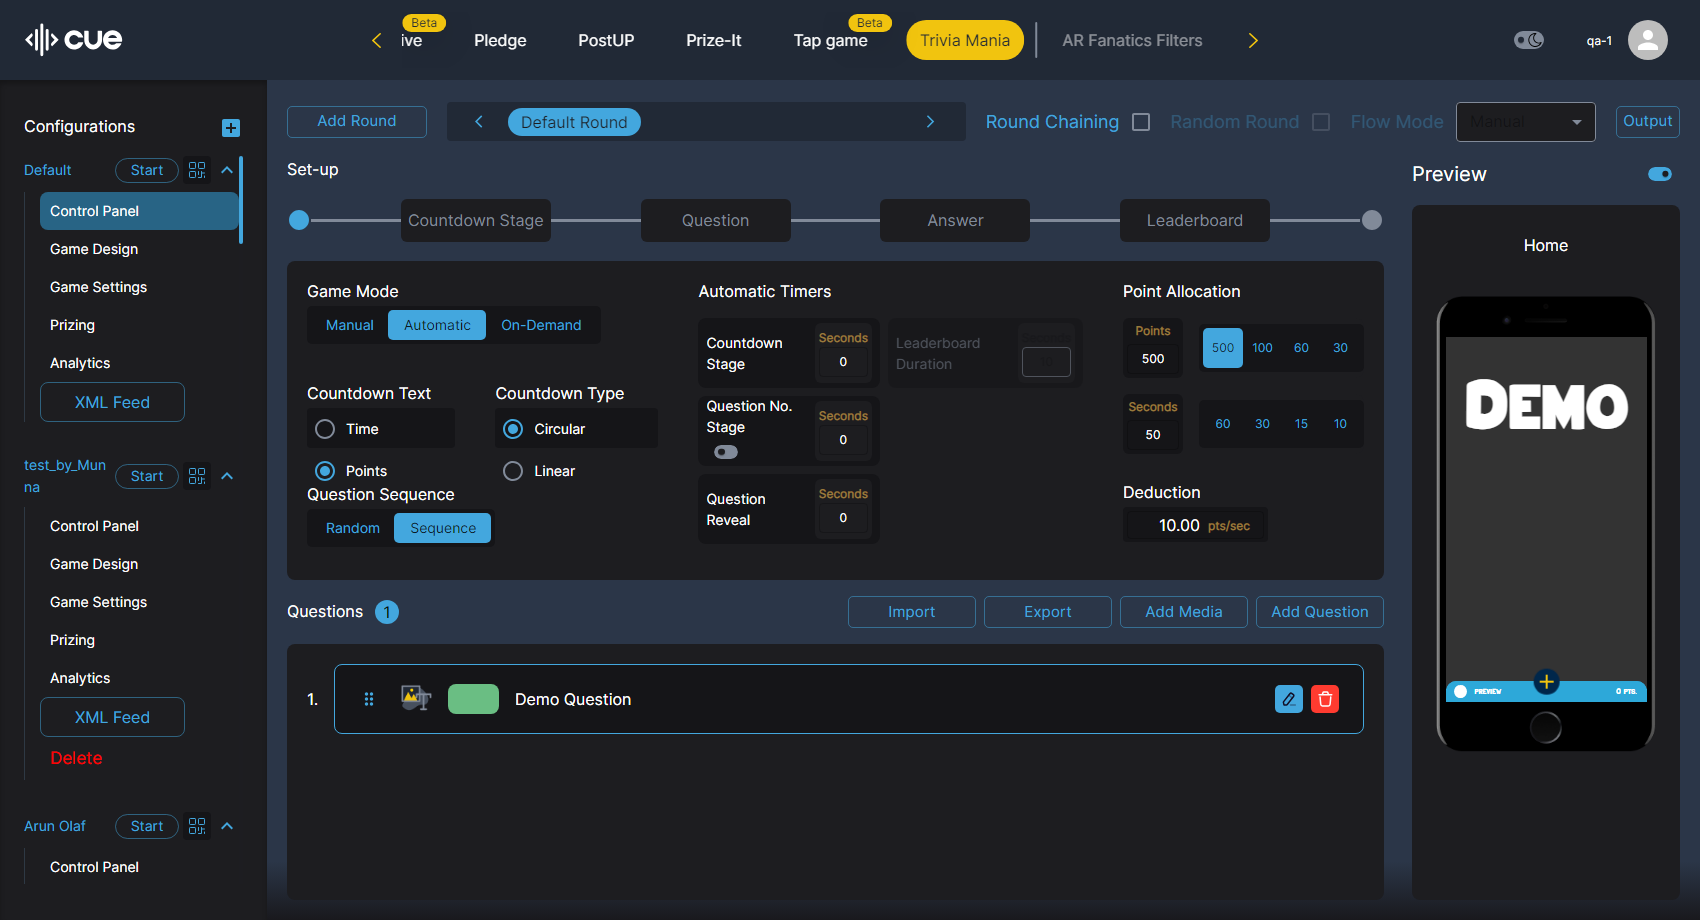 cue
Beta
ive
Pledge
PostUP
Prize-It
Beta
Tap game
Trivia Mania
AR Fanatics Filters
qa-1
Configurations
Default
Start
Control Panel
Game Design
Game Settings
Prizing
Analytics
XML Feed
test_by_Mun
na
Start
Control Panel
Game Design
Game Settings
Prizing
Analytics
XML Feed
Delete
Arun Olaf
Start
Control Panel
Add Round
Default Round
Round Chaining
Random Round
Flow Mode
Manual
Output
Set-up
Countdown Stage
Question
Answer
Leaderboard
Game Mode
Manual
Automatic
On-Demand
Countdown Text
Time
Points
Countdown Type
Circular
Linear
Question Sequence
Random
Sequence
Automatic Timers
Countdown
Stage
Seconds
0
Leaderboard
Duration
Question No.
Stage
Seconds
0
Question
Reveal
Seconds
0
Point Allocation
Points
500
500
100
60
30
Seconds
50
60
30
15
10
Deduction
10.00 pts/sec
Questions 1
Import
Export
Add Media
Add Question
1.
Demo Question
Preview
Home
DEMO
PREVIEW
0 PTS.